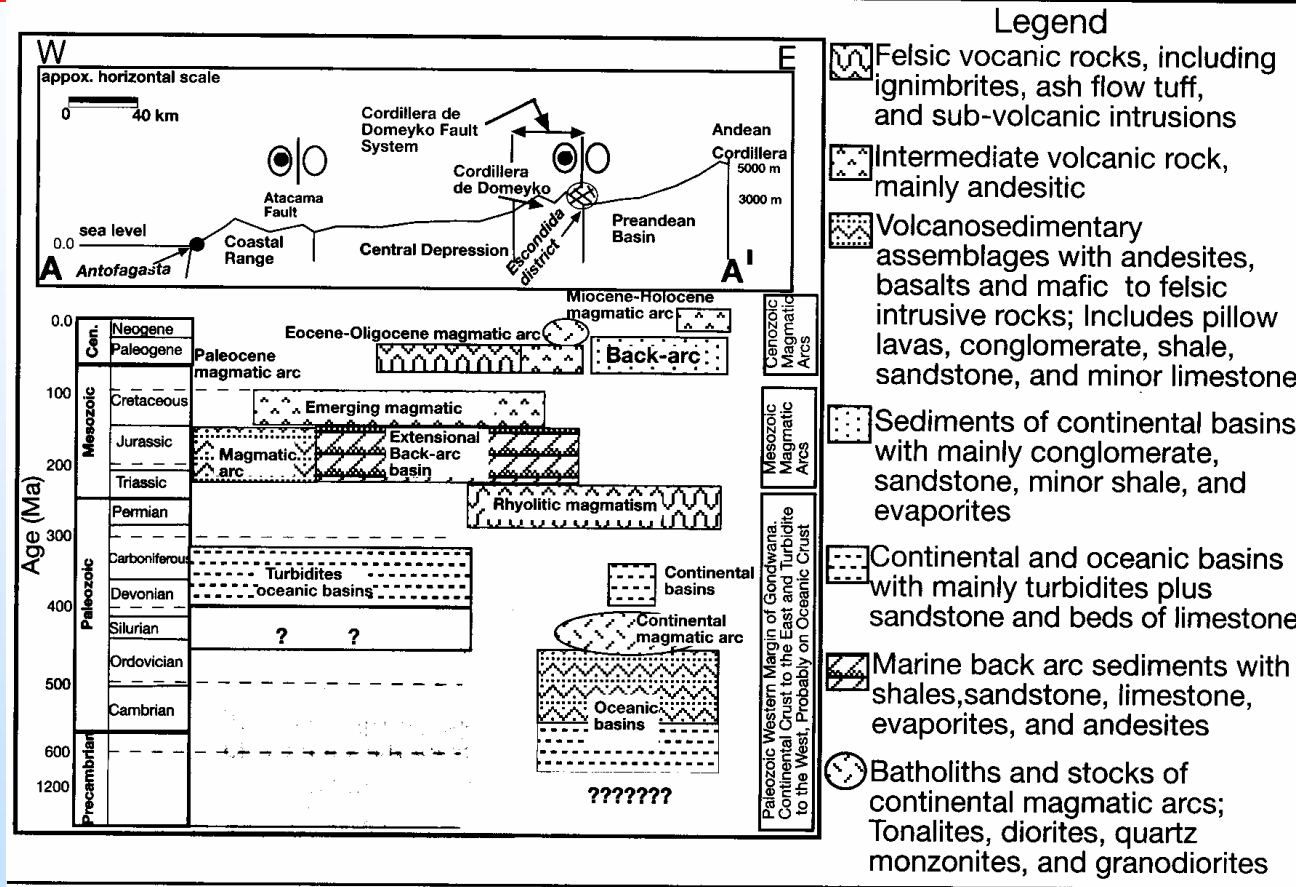 W
E
appox. horizontal scale
0 40 km
Cordillera de
Domeyko Fault
System
Andean
Cordillera
5000 m
3000 m
Cordillera
de Domeyko
Atacama
Fault
sea level
0.0
Coastal
Range
Central Depression
Escondida
district
Preandean
Basin
A
Antofagasta
A'
Age (Ma)
0.0
100
200
300
400
500
600
1200
Cen.
Mesozoic
Paleozoic
Precambrian
Neogene
Paleogene
Cretaceous
Jurassic
Triassic
Permian
Carboniferous
Devonian
Silurian
Ordovician
Cambrian
Miocene-Holocene
magmatic arc
Eocene-Oligocene magmatic arc
Paleocene
magmatic arc
Back-arc
Emerging magmatic
Magmatic
arc
Extensional
Back-arc
basin
Rhyolitic magmatism
Turbidites
oceanic basins
? ?
Continental
basins
Continental
magmatic arc
Oceanic
basins
???????
Cenozoic
Magmatic
Arcs
Mesozoic
Magmatic
Arcs
Paleozoic Western Margin of Gondwana.
Continental Crust to the East and Turbidite
to the West, Probably on Oceanic Crust
Legend
Felsic vocanic rocks, including
ignimbrites, ash flow tuff,
and sub-volcanic intrusions
Intermediate volcanic rock,
mainly andesitic
Volcanosedimentary
assemblages with andesites,
basalts and mafic to felsic
intrusive rocks; Includes pillow
lavas, conglomerate, shale,
sandstone, and minor limestone
Sediments of continental basins
with mainly conglomerate,
sandstone, minor shale, and
evaporites
Continental and oceanic basins
with mainly turbidites plus
sandstone and beds of limestone
Marine back arc sediments with
shales,sandstone, limestone,
evaporites, and andesites
Batholiths and stocks of
continental magmatic arcs;
Tonalites, diorites, quartz
monzonites, and granodiorites